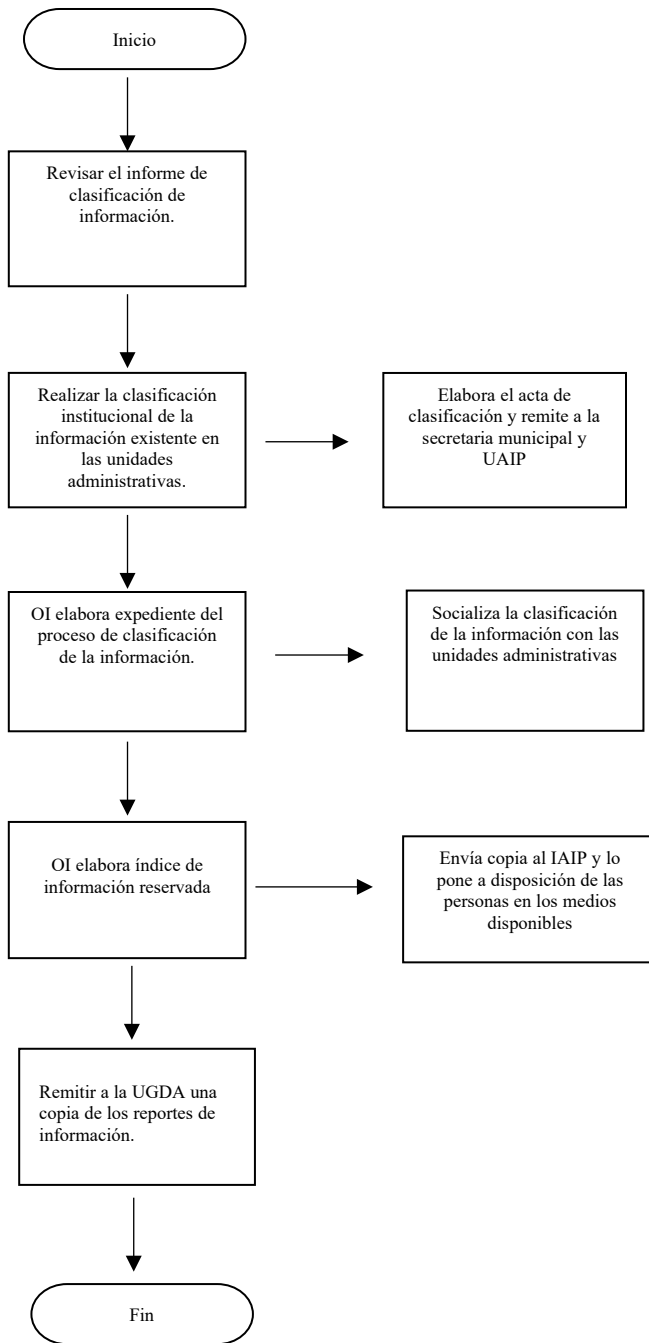 Inicio
Revisar el informe de
clasificación de
información.
Realizar la clasificación
institucional de la
información existente en
las unidades
administrativas.
Elabora el acta de
clasificación y remite a la
secretaria municipal y
UAIP
OI elabora expediente del
proceso de clasificación
de la información.
Socializa la clasificación
de la información con las
unidades administrativas
OI elabora índice de
información reservada
Envía copia al IAIP y lo
pone a disposición de las
personas en los medios
disponibles
Remitir a la UGDA una
copia de los reportes de
información.
Fin